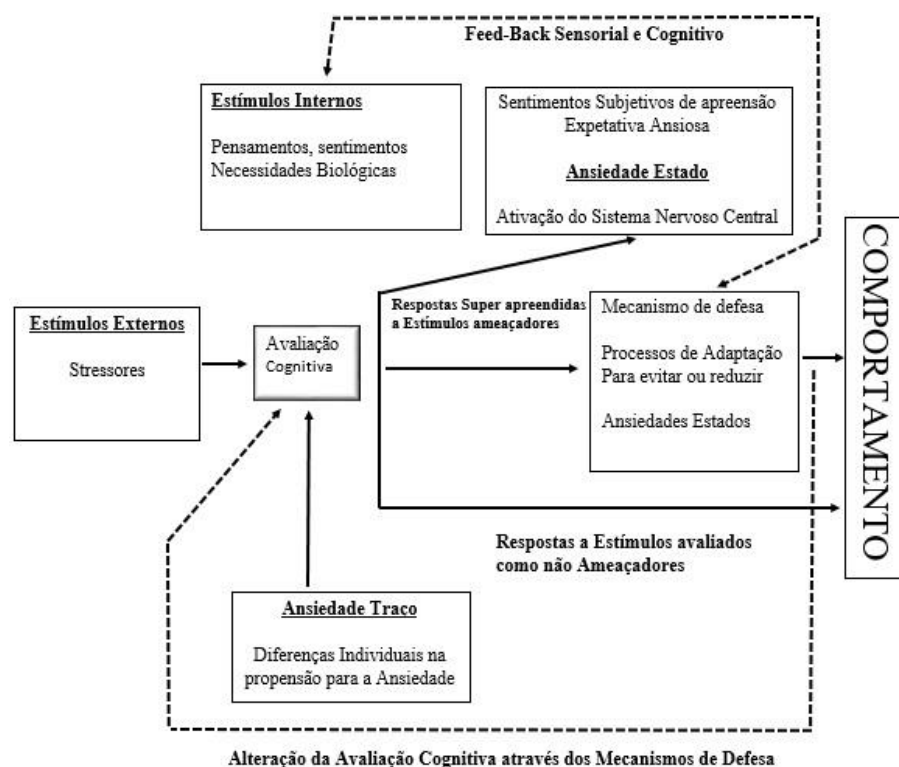 Feed-Back Sensorial e Cognitivo
Estímulos Internos
Pensamentos, sentimentos
Necessidades Biológicas
Sentimentos Subjetivos de apreensão
Expetativa Ansiosa
Ansiedade Estado
Ativação do Sistema Nervoso Central
Estímulos Externos
Stressores
Avaliação
Cognitiva
Respostas Super apreendidas
a Estímulos ameaçadores
Mecanismo de defesa
Processos de Adaptação
Para evitar ou reduzir
Ansiedades Estados
COMPORTAMENTO
Respostas a Estímulos avaliados
como não Ameaçadores
Ansiedade Traço
Diferenças Individuais na
propensão para a Ansiedade
Alteração da Avaliação Cognitiva através dos Mecanismos de Defesa